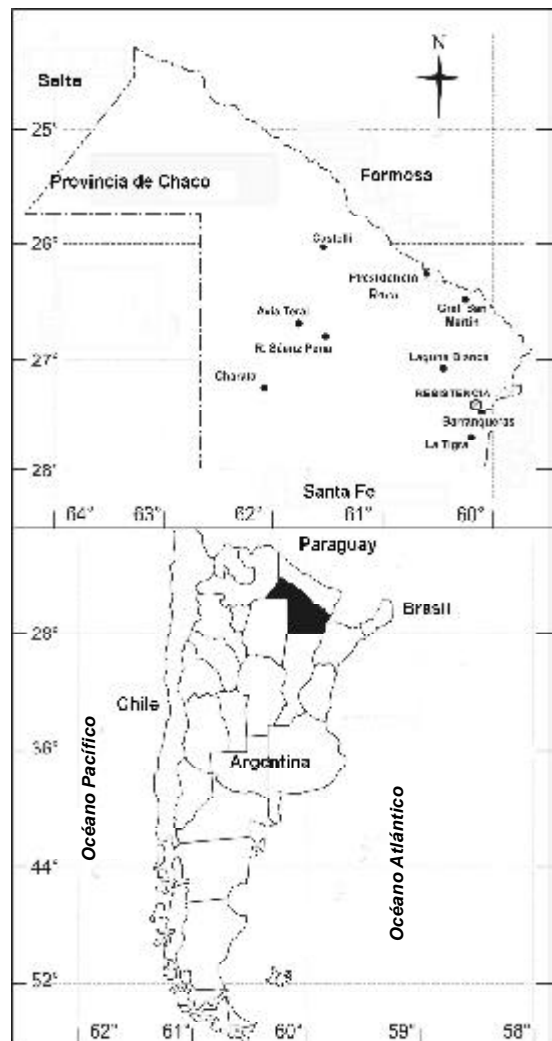 N
Salta
25°
Provincia de Chaco
Formosa
26°
Castelli
Presidencia
Roca
Gral. San
Martín
Avia Terai
R. Sáenz Peña
27°
Laguna Blanca
Charata
RESISTENCIA
Barranqueras
La Tigra
28°
Santa Fe
64° 63° 62° 61° 60°
Paraguay
Brasil
28°
Chile
36°
Argentina
Océano Pacífico
Océano Atlántico
44°
52°
62° 61° 60° 59° 58°